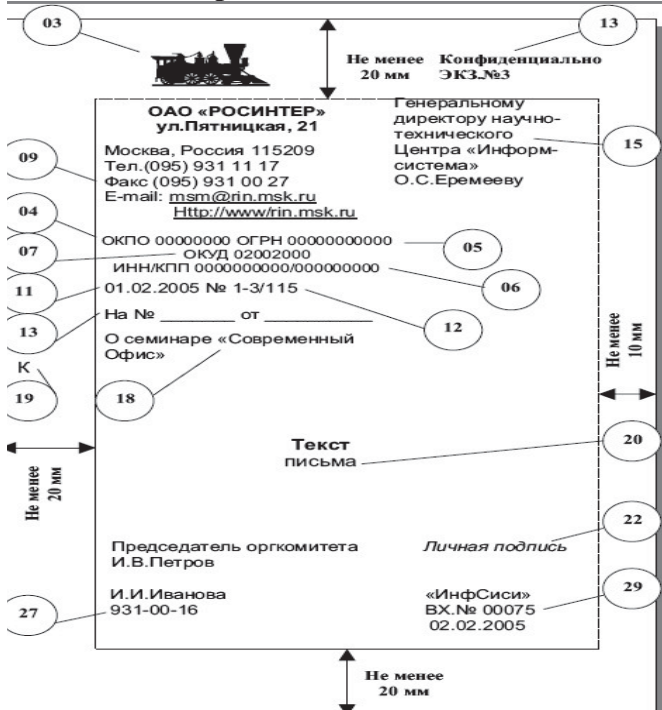 03
13
Не менее
20 мм
Конфиденциально
ЭКЗ.№3
ОАО «РОСИНТЕР»
ул.Пятницкая, 21
Генеральному
директору научно-
технического
Центра «Информ-
система»
О.С.Еремееву
15
09
Москва, Россия 115209
Тел.(095) 931 11 17
Факс (095) 931 00 27
E-mail: msm@rin.msk.ru
Http://www/rin.msk.ru
04
ОКПО 00000000 ОГРН 00000000000
05
07
ОКУД 02002000
ИНН/КПП 0000000000/000000000
06
11
01.02.2005 № 1-3/115
12
13
На № _______ от _________
О семинаре «Современный
Офис»
Не менее
10 мм
К
19
18
Текст
письма
20
Не менее
20 мм
22
Председатель оргкомитета
И.В.Петров
Личная подпись
И.И.Иванова
931-00-16
27
«ИнфСиси»
ВХ.№ 00075
02.02.2005
29
Не менее
20 мм